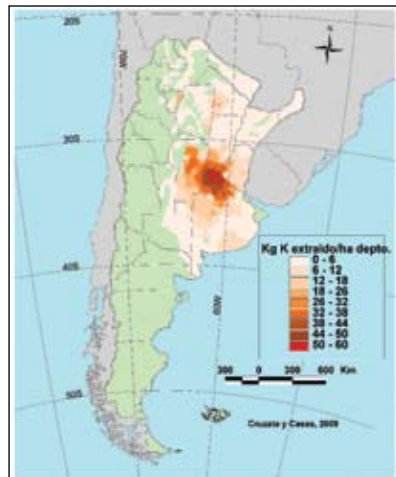 20S
70W
N
30S
Kg K extraído/ha depto.
0 - 6
6 - 12
12 - 18
18 - 26
26 - 32
32 - 38
38 - 44
44 - 50
50 - 60
40S
60W
300 0 300 600 Km
50S
Cruzate y Casas, 2009